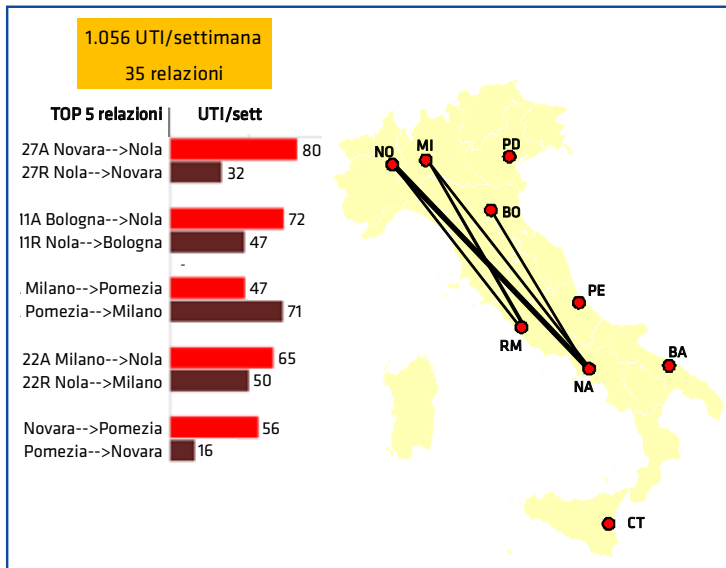 1.056 UTI/settimana
35 relazioni
TOP 5 relazioni UTI/sett
27A Novara-->Nola 80
27R Nola-->Novara 32
11A Bologna-->Nola 72
11R Nola-->Bologna 47
-
Milano-->Pomezia 47
Pomezia-->Milano 71
22A Milano-->Nola 65
22R Nola-->Milano 50
Novara-->Pomezia 56
Pomezia-->Novara 16
NO
MI
PD
BO
PE
RM
BA
NA
CT